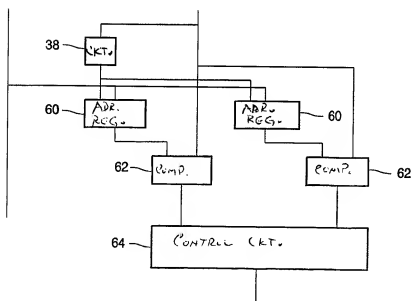 38
CKT.
60
ADR.
REG.
ADR.
REG.
60
62
COMP.
COMP.
62
64
CONTROL CKT.